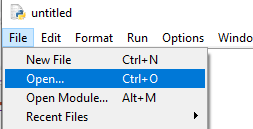 untitled
File Edit Format Run Options Windo
New File Ctrl+N
Open... Ctrl+O
Open Module... Alt+M
Recent Files